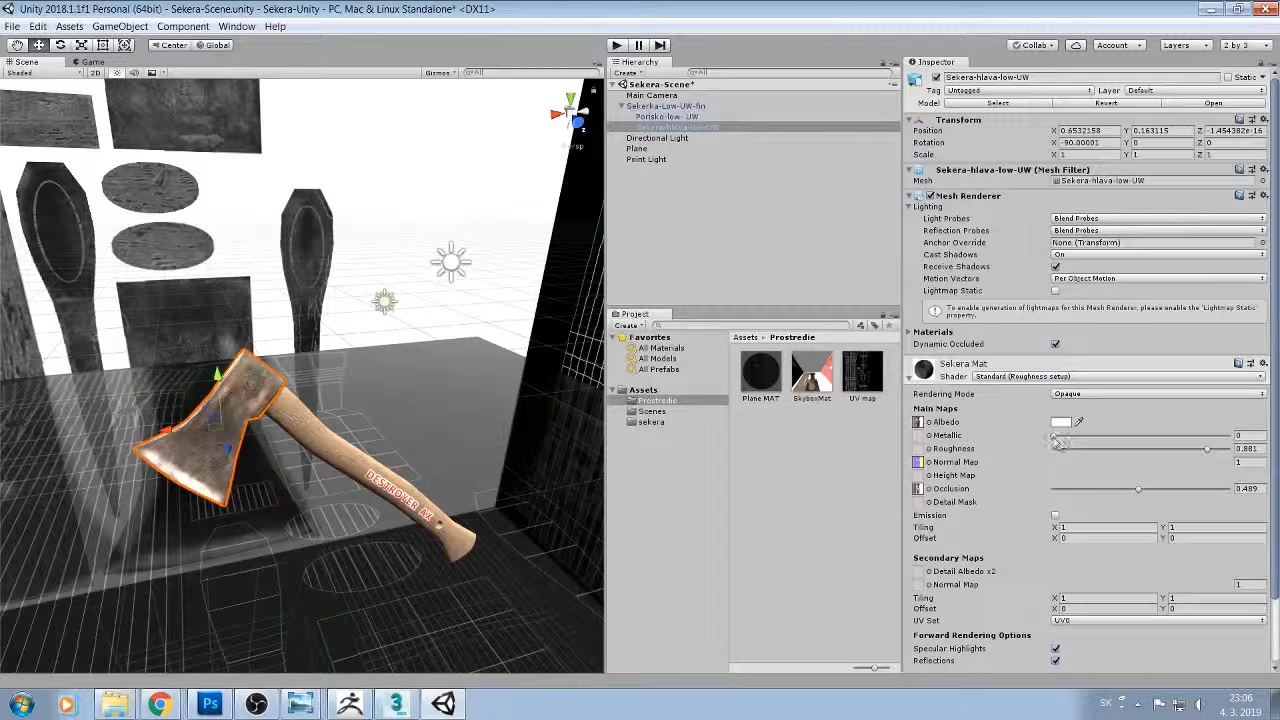 Unity 2018.1.1f1 Personal (64bit) - Sekera-Scene.unity - Sekera-Unity - PC, Mac & Linux Standalone* <DX11>
File Edit Assets GameObject Component Window Help
Center Global Collab Account Layers 2 by 3
Scene Game
Shaded 2D Gizmos All
Persp
z
DESTROYER AX
Hierarchy
Create All
Sekera-Scene*
Main Camera
Sekerka-Low-UW-fin
Porisko-low- UW
Sekera-hlava-low-UW
Directional Light
Plane
Point Light
Project
Create
Favorites
All Materials
All Models
All Prefabs
Assets
Prostredie
Scenes
sekera
Assets Prostredie
Plane MAT SkyboxMat UV map
Inspector
Sekera-hlava-low-UW Static
Tag Untagged Layer Default
Model Select Revert Open
Transform
Position X Y 0.163115 Z -1.454382e-16
Rotation X -90.00001 Y 0 Z 0
Scale X 1 Y 1 Z 1
Sekera-hlava-low-UW (Mesh Filter)
Mesh Sekera-hlava-low-UW
Mesh Renderer
Lighting
Light Probes Blend Probes
Reflection Probes Blend Probes
Anchor Override None (Transform)
Cast Shadows On
Receive Shadows
Motion Vectors Per Object Motion
Lightmap Static
To enable generation of lightmaps for this Mesh Renderer, please enable the 'Lightmap Static' property.
Materials
Dynamic Occluded
Sekera Mat
Shader Standard (Roughness setup)
Rendering Mode Opaque
Main Maps
Albedo
Metallic 0
Roughness 0.881
Normal Map 1
Height Map
Occlusion 0.489
Detail Mask
Emission
Tiling X 1 Y 1
Offset X 0 Y 0
Secondary Maps
Detail Albedo x2
Normal Map 1
Tiling X 1 Y 1
Offset X 0 Y 0
UV Set UV0
Forward Rendering Options
Specular Highlights
Reflections
Ps
3
SK
23:06
4. 3. 2019